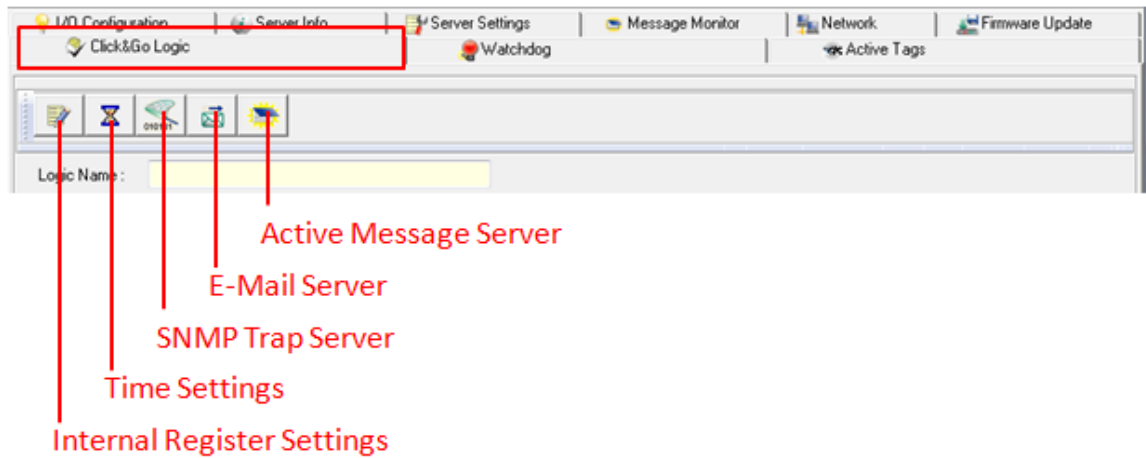 I/O Configuration Server Info Server Settings Message Monitor Network Firmware Update
Click&Go Logic Watchdog Active Tags
010101
Logic Name :
Active Message Server
E-Mail Server
SNMP Trap Server
Time Settings
Internal Register Settings